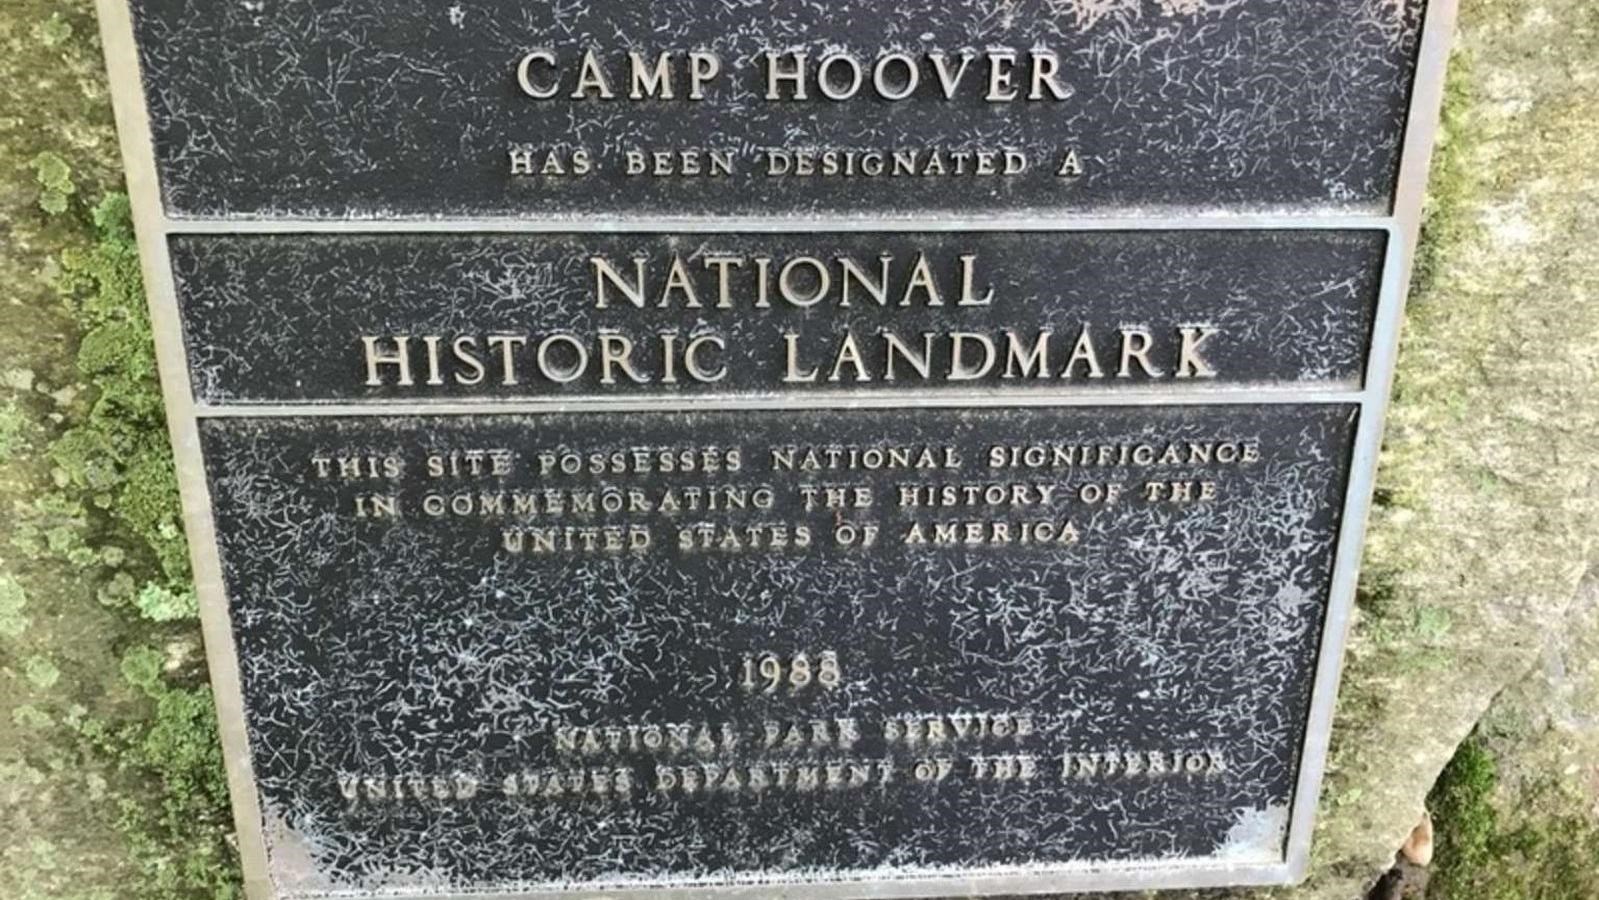 CAMP HOOVER
HAS BEEN DESIGNATED A
NATIONAL
HISTORIC LANDMARK
THIS SITE POSSESSES NATIONAL SIGNIFICANCE
IN COMMEMORATING THE HISTORY OF THE
UNITED STATES OF AMERICA
1988
NATIONAL PARK SERVICE
UNITED STATES DEPARTMENT OF THE INTERIOR